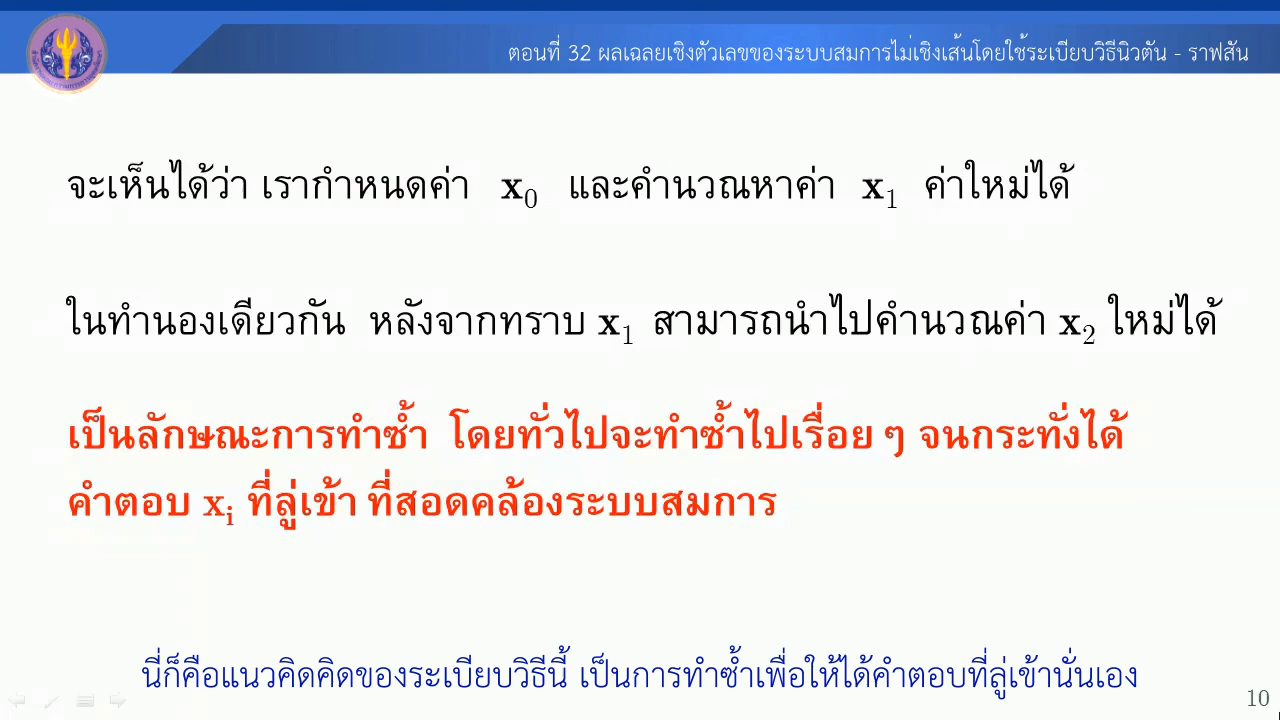 ตอนที่ 32 ผลเฉลยเชิงตัวเลขของระบบสมการไม่เชิงเส้นโดยใช้ระเบียบวิธีนิวตัน - ราฟสัน
จะเห็นได้ว่า เรากำหนดค่า x₀ และคำนวณหาค่า x₁ ค่าใหม่ได้
ในทำนองเดียวกัน หลังจากทราบ x₁ สามารถนำไปคำนวณค่า x₂ ใหม่ได้
เป็นลักษณะการทำซ้ำ โดยทั่วไปจะทำซ้ำไปเรื่อย ๆ จนกระทั่งได้
คำตอบ xᵢ ที่ลู่เข้า ที่สอดคล้องระบบสมการ
นี่ก็คือแนวคิดคิดของระเบียบวิธีนี้ เป็นการทำซ้ำเพื่อให้ได้คำตอบที่ลู่เข้านั่นเอง
10